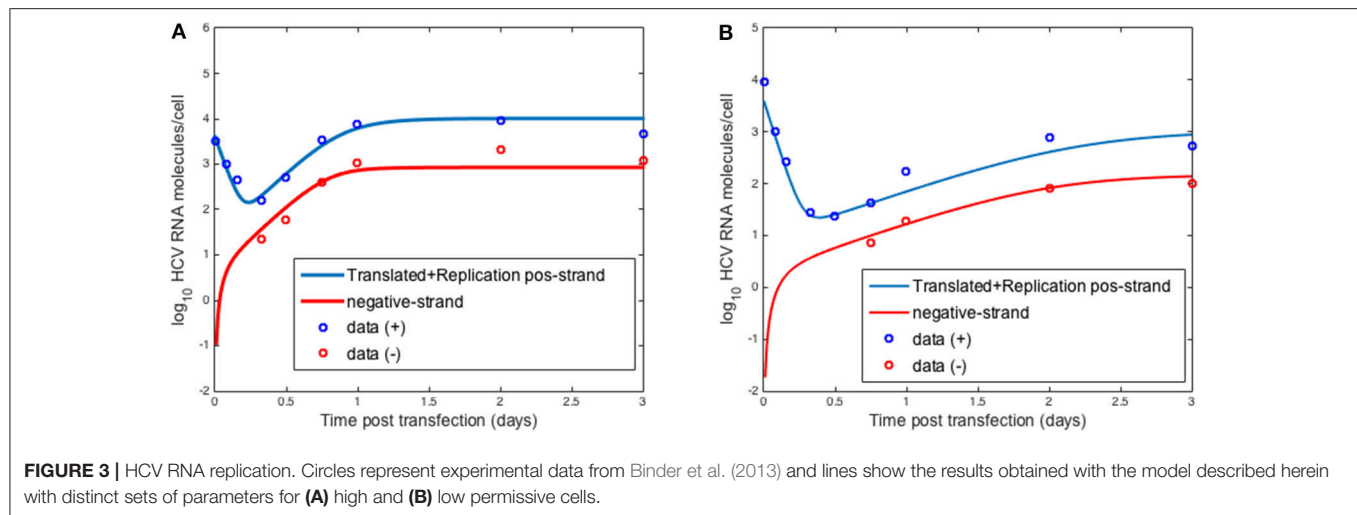 A
6
5
4
3
2
1
0
-1
-2
log10 HCV RNA molecules/cell
Translated+Replication pos-strand
negative-strand
data (+)
data (-)
0
0.5
1
1.5
2
2.5
3
Time post transfection (days)
B
5
4
3
2
1
0
-1
-2
log10 HCV RNA molecules/cell
Translated+Replication pos-strand
negative-strand
data (+)
data (-)
0
0.5
1
1.5
2
2.5
3
Time post transfection (days)
FIGURE 3 | HCV RNA replication. Circles represent experimental data from Binder et al. (2013) and lines show the results obtained with the model described herein
with distinct sets of parameters for (A) high and (B) low permissive cells.